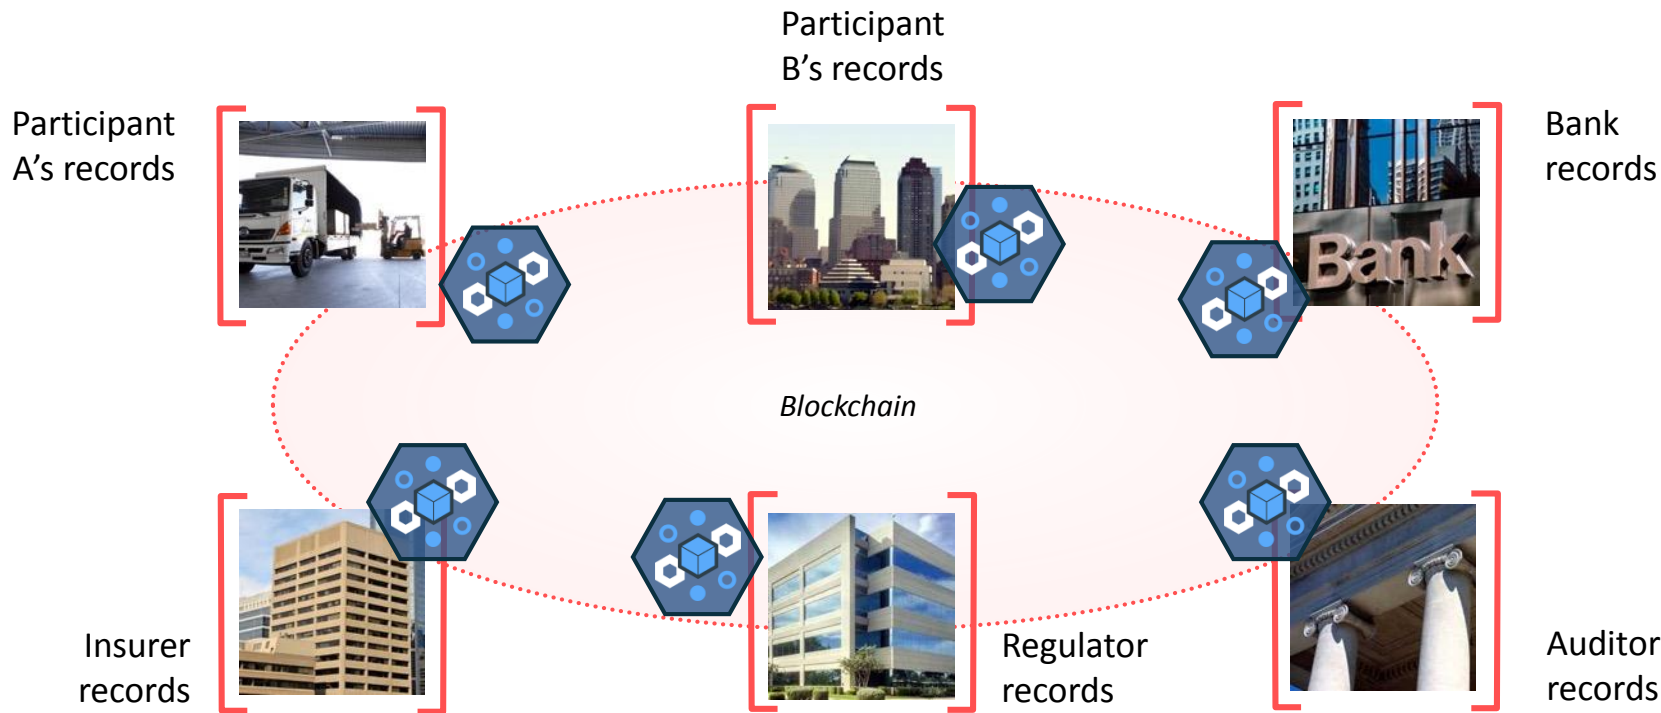 Participant
B’s records
Participant
A’s records
Bank
records
Bank
Blockchain
Insurer
records
Regulator
records
Auditor
records